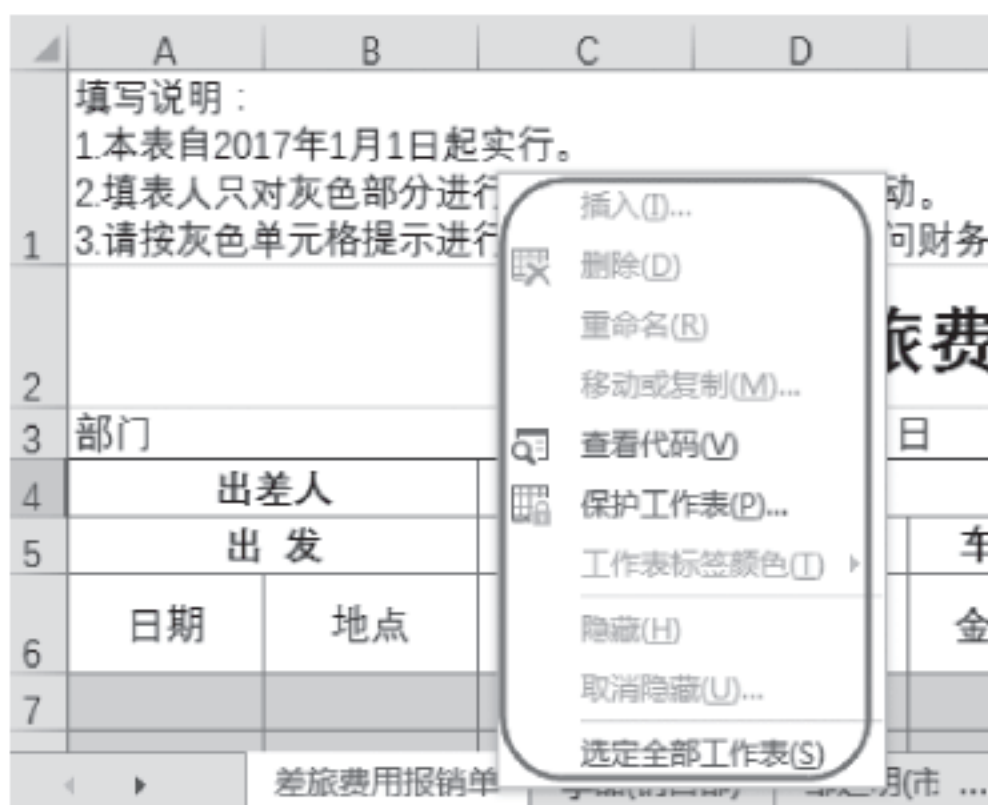 A B C D
填写说明：
1.本表自2017年1月1日起实行。
2.填表人只对灰色部分进行 动。
1 3.请按灰色单元格提示进行 问财务
2 旅费
3 部门 日
4 出差人
5 出 发 车
6 日期 地点 金
7
插入(I)...
删除(D)
重命名(R)
移动或复制(M)...
查看代码(V)
保护工作表(P)...
工作表标签颜色(T)
隐藏(H)
取消隐藏(U)...
选定全部工作表(S)
差旅费用报销单 (市 ...